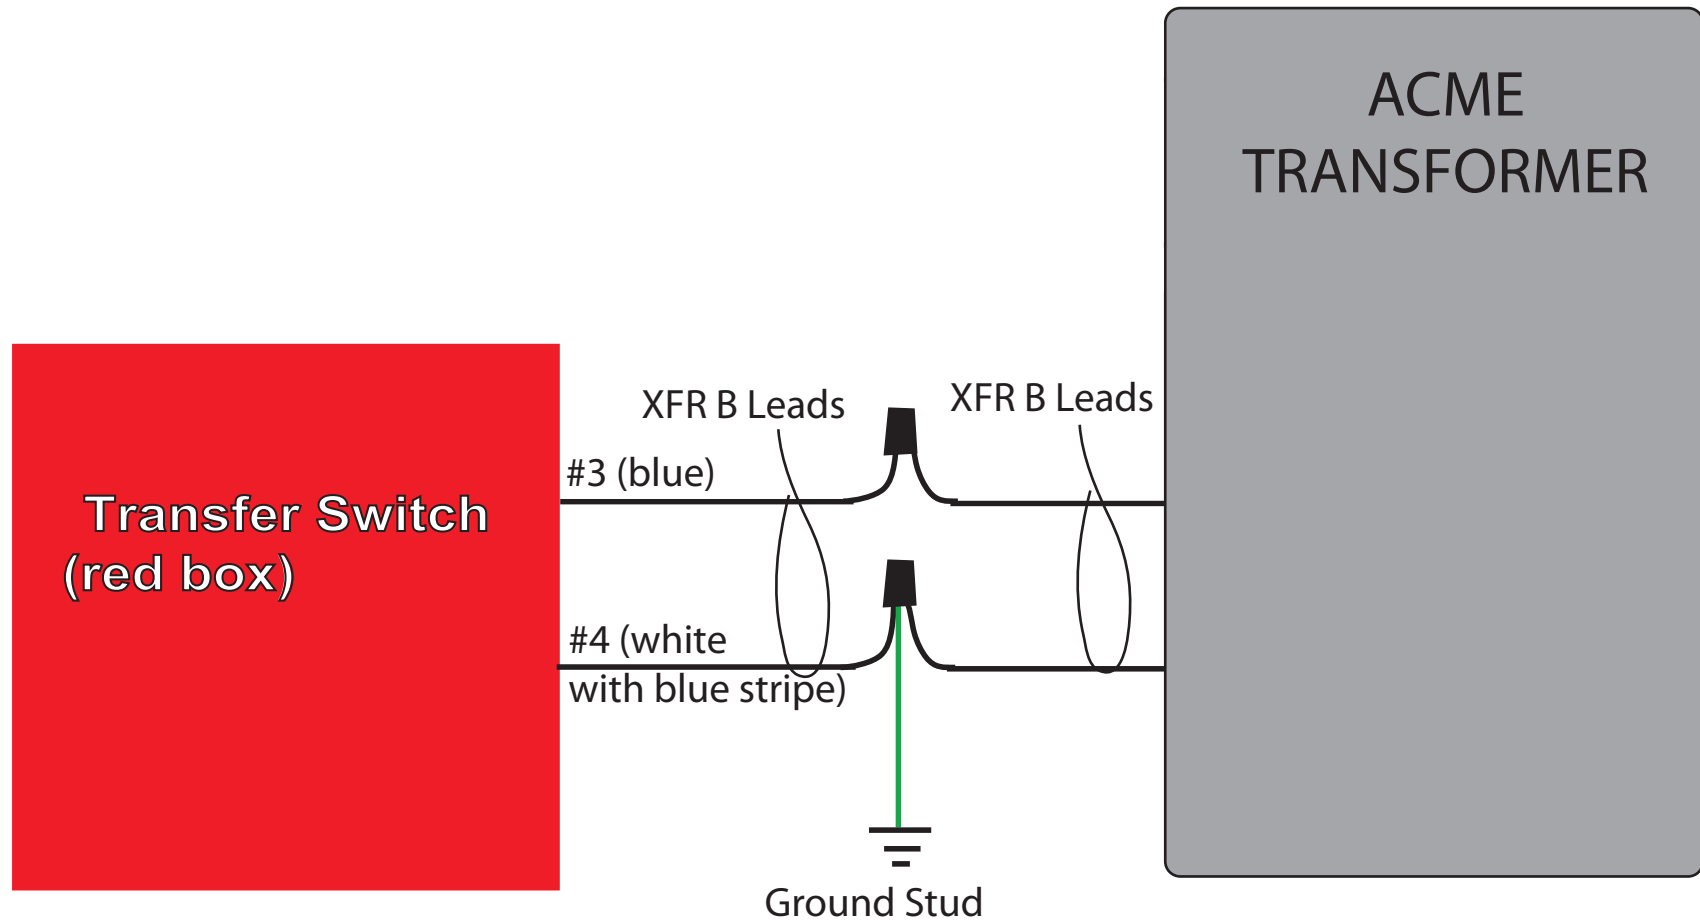 ACME
TRANSFORMER
XFR B Leads
XFR B Leads
#3 (blue)
Transfer Switch
(red box)
#4 (white
with blue stripe)
Ground Stud